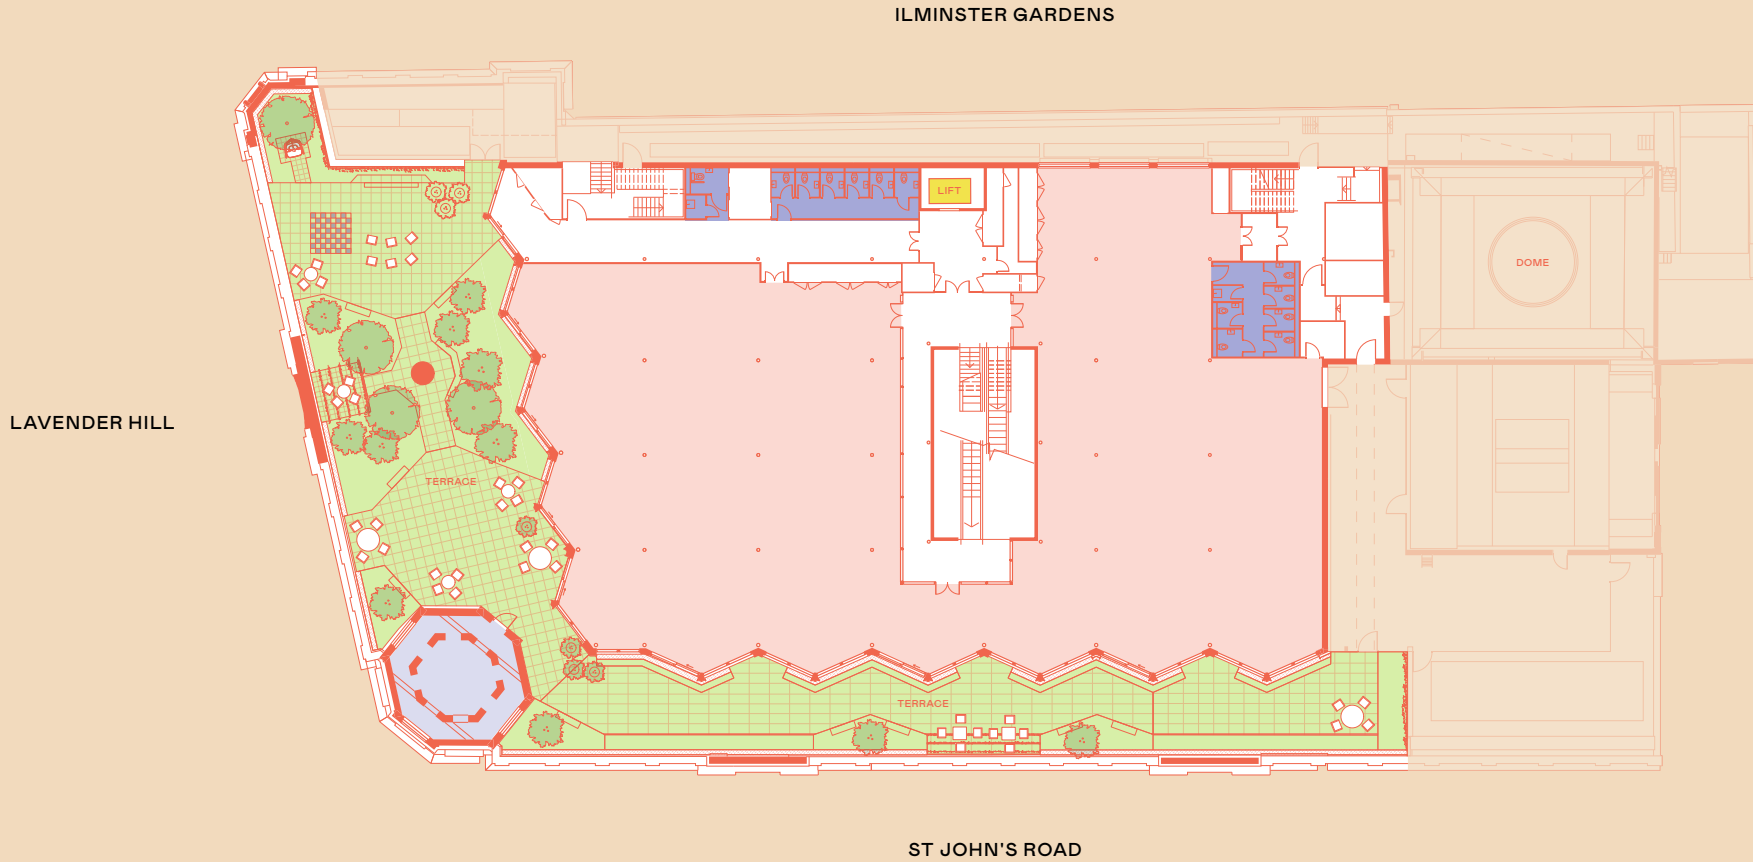 ILMINSTER GARDENS
LIFT
DOME
LAVENDER HILL
TERRACE
TERRACE
ST JOHN'S ROAD